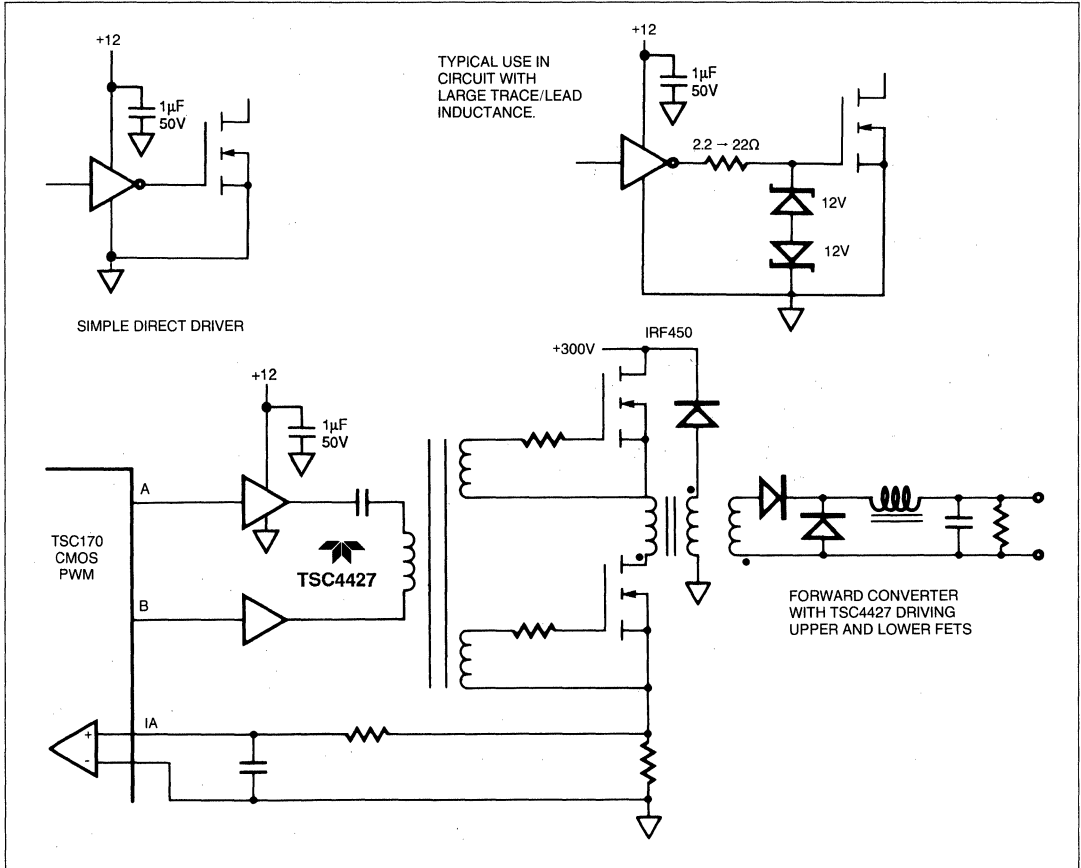 +12
1μF
50V
SIMPLE DIRECT DRIVER
TYPICAL USE IN
CIRCUIT WITH
LARGE TRACE/LEAD
INDUCTANCE.
+12
1μF
50V
2.2 → 22Ω
12V
12V
+12
1μF
50V
A
TSC170
CMOS
PWM
TSC4427
B
IA
+
-
IRF450
+300V
FORWARD CONVERTER
WITH TSC4427 DRIVING
UPPER AND LOWER FETS